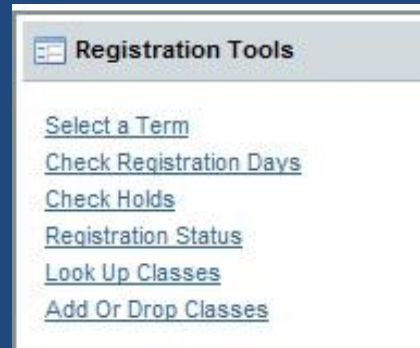 Registration Tools
Select a Term
Check Registration Days
Check Holds
Registration Status
Look Up Classes
Add Or Drop Classes